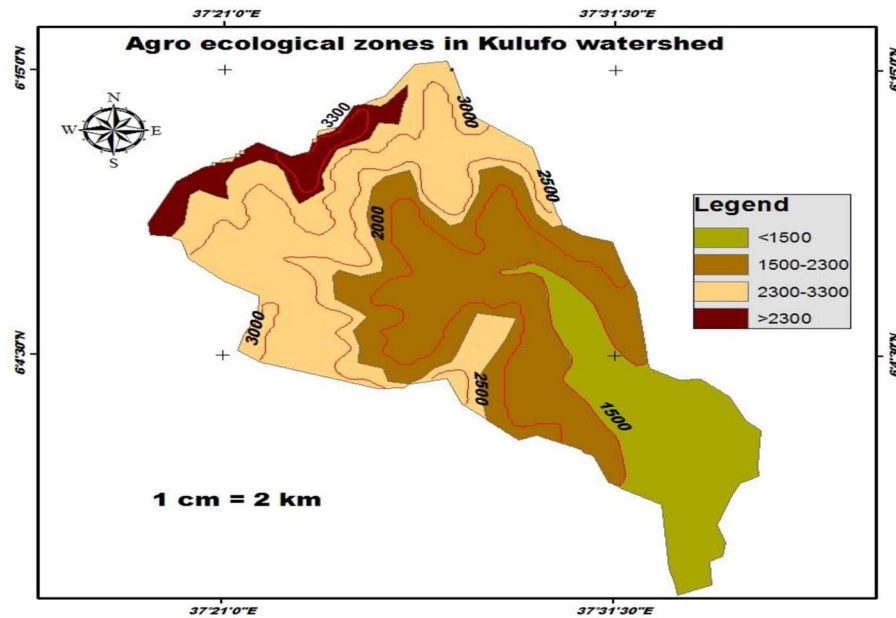 37°21'0"E 37°31'30"E
Agro ecological zones in Kulufo watershed
6°15'0"N 6°15'0"N
N
W E
S
3300
3000
2500
2000
Legend
<1500
1500-2300
2300-3300
>2300
3000
6°4'30"N 6°4'30"N
2500
1500
1 cm = 2 km
37°21'0"E 37°31'30"E